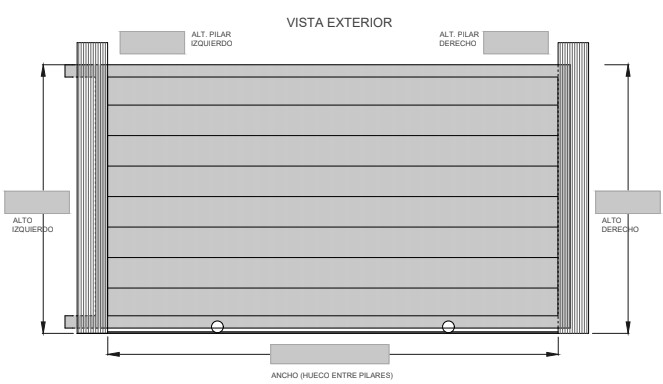 VISTA EXTERIOR
ALT. PILAR
IZQUIERDO
ALT. PILAR
DERECHO
ALTO
IZQUIERDO
ALTO
DERECHO
ANCHO (HUECO ENTRE PILARES)